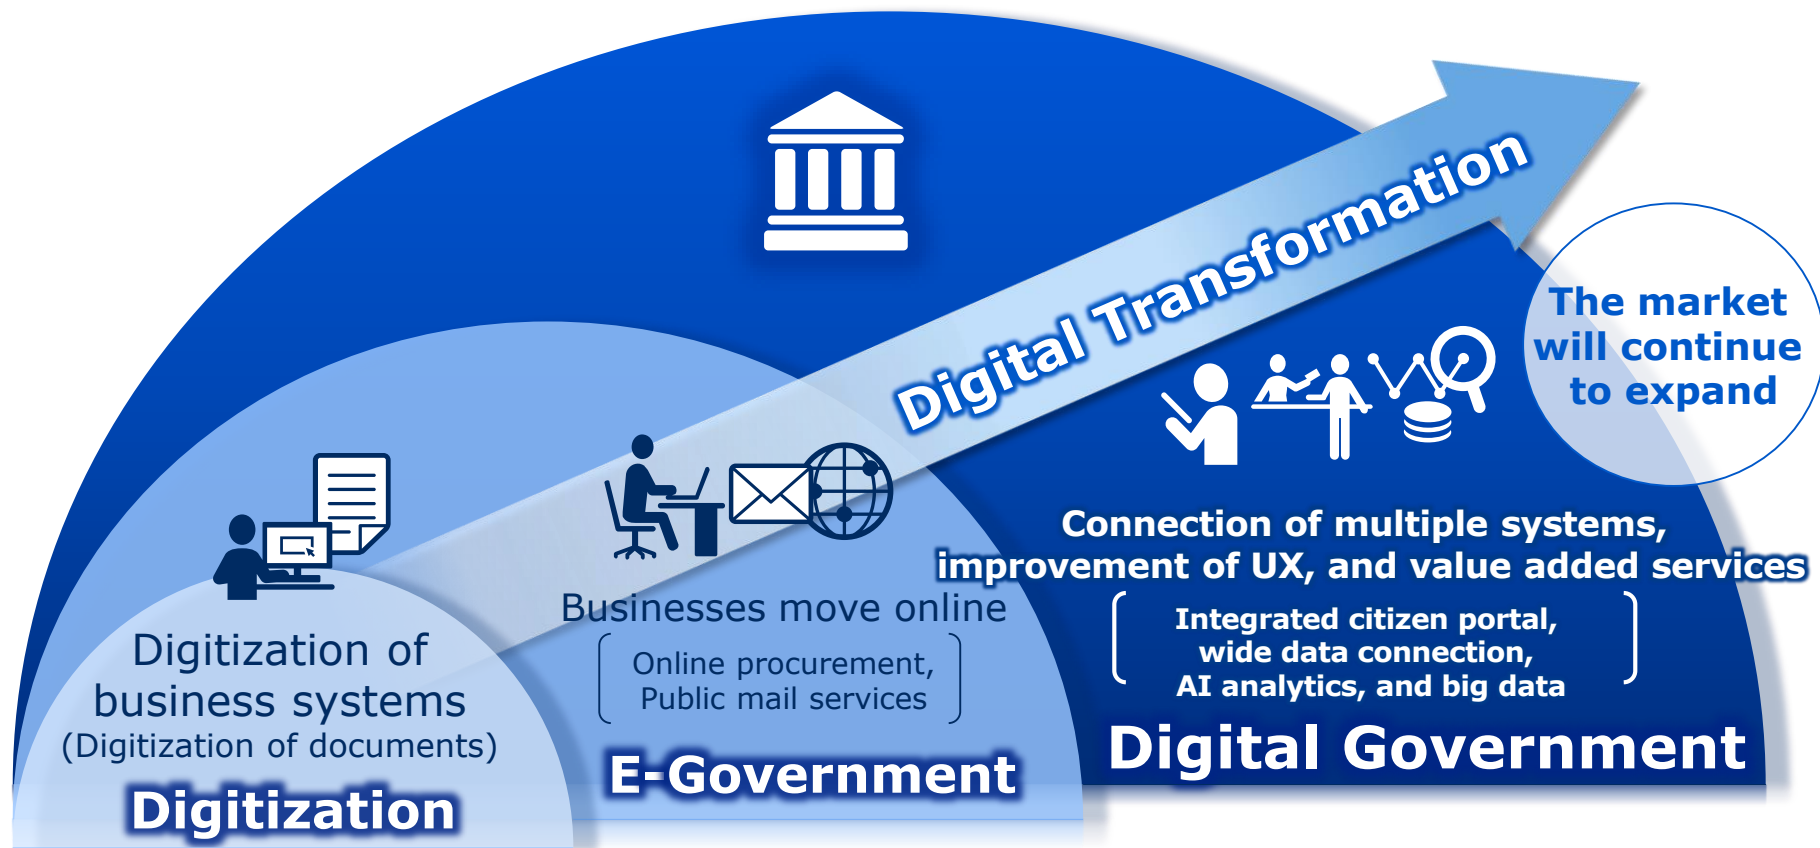 Digital Transformation
The market
will continue
to expand
Digitization of
business systems
(Digitization of documents)
Digitization
Businesses move online
Online procurement,
Public mail services
E-Government
Connection of multiple systems,
improvement of UX, and value added services
Integrated citizen portal,
wide data connection,
AI analytics, and big data
Digital Government